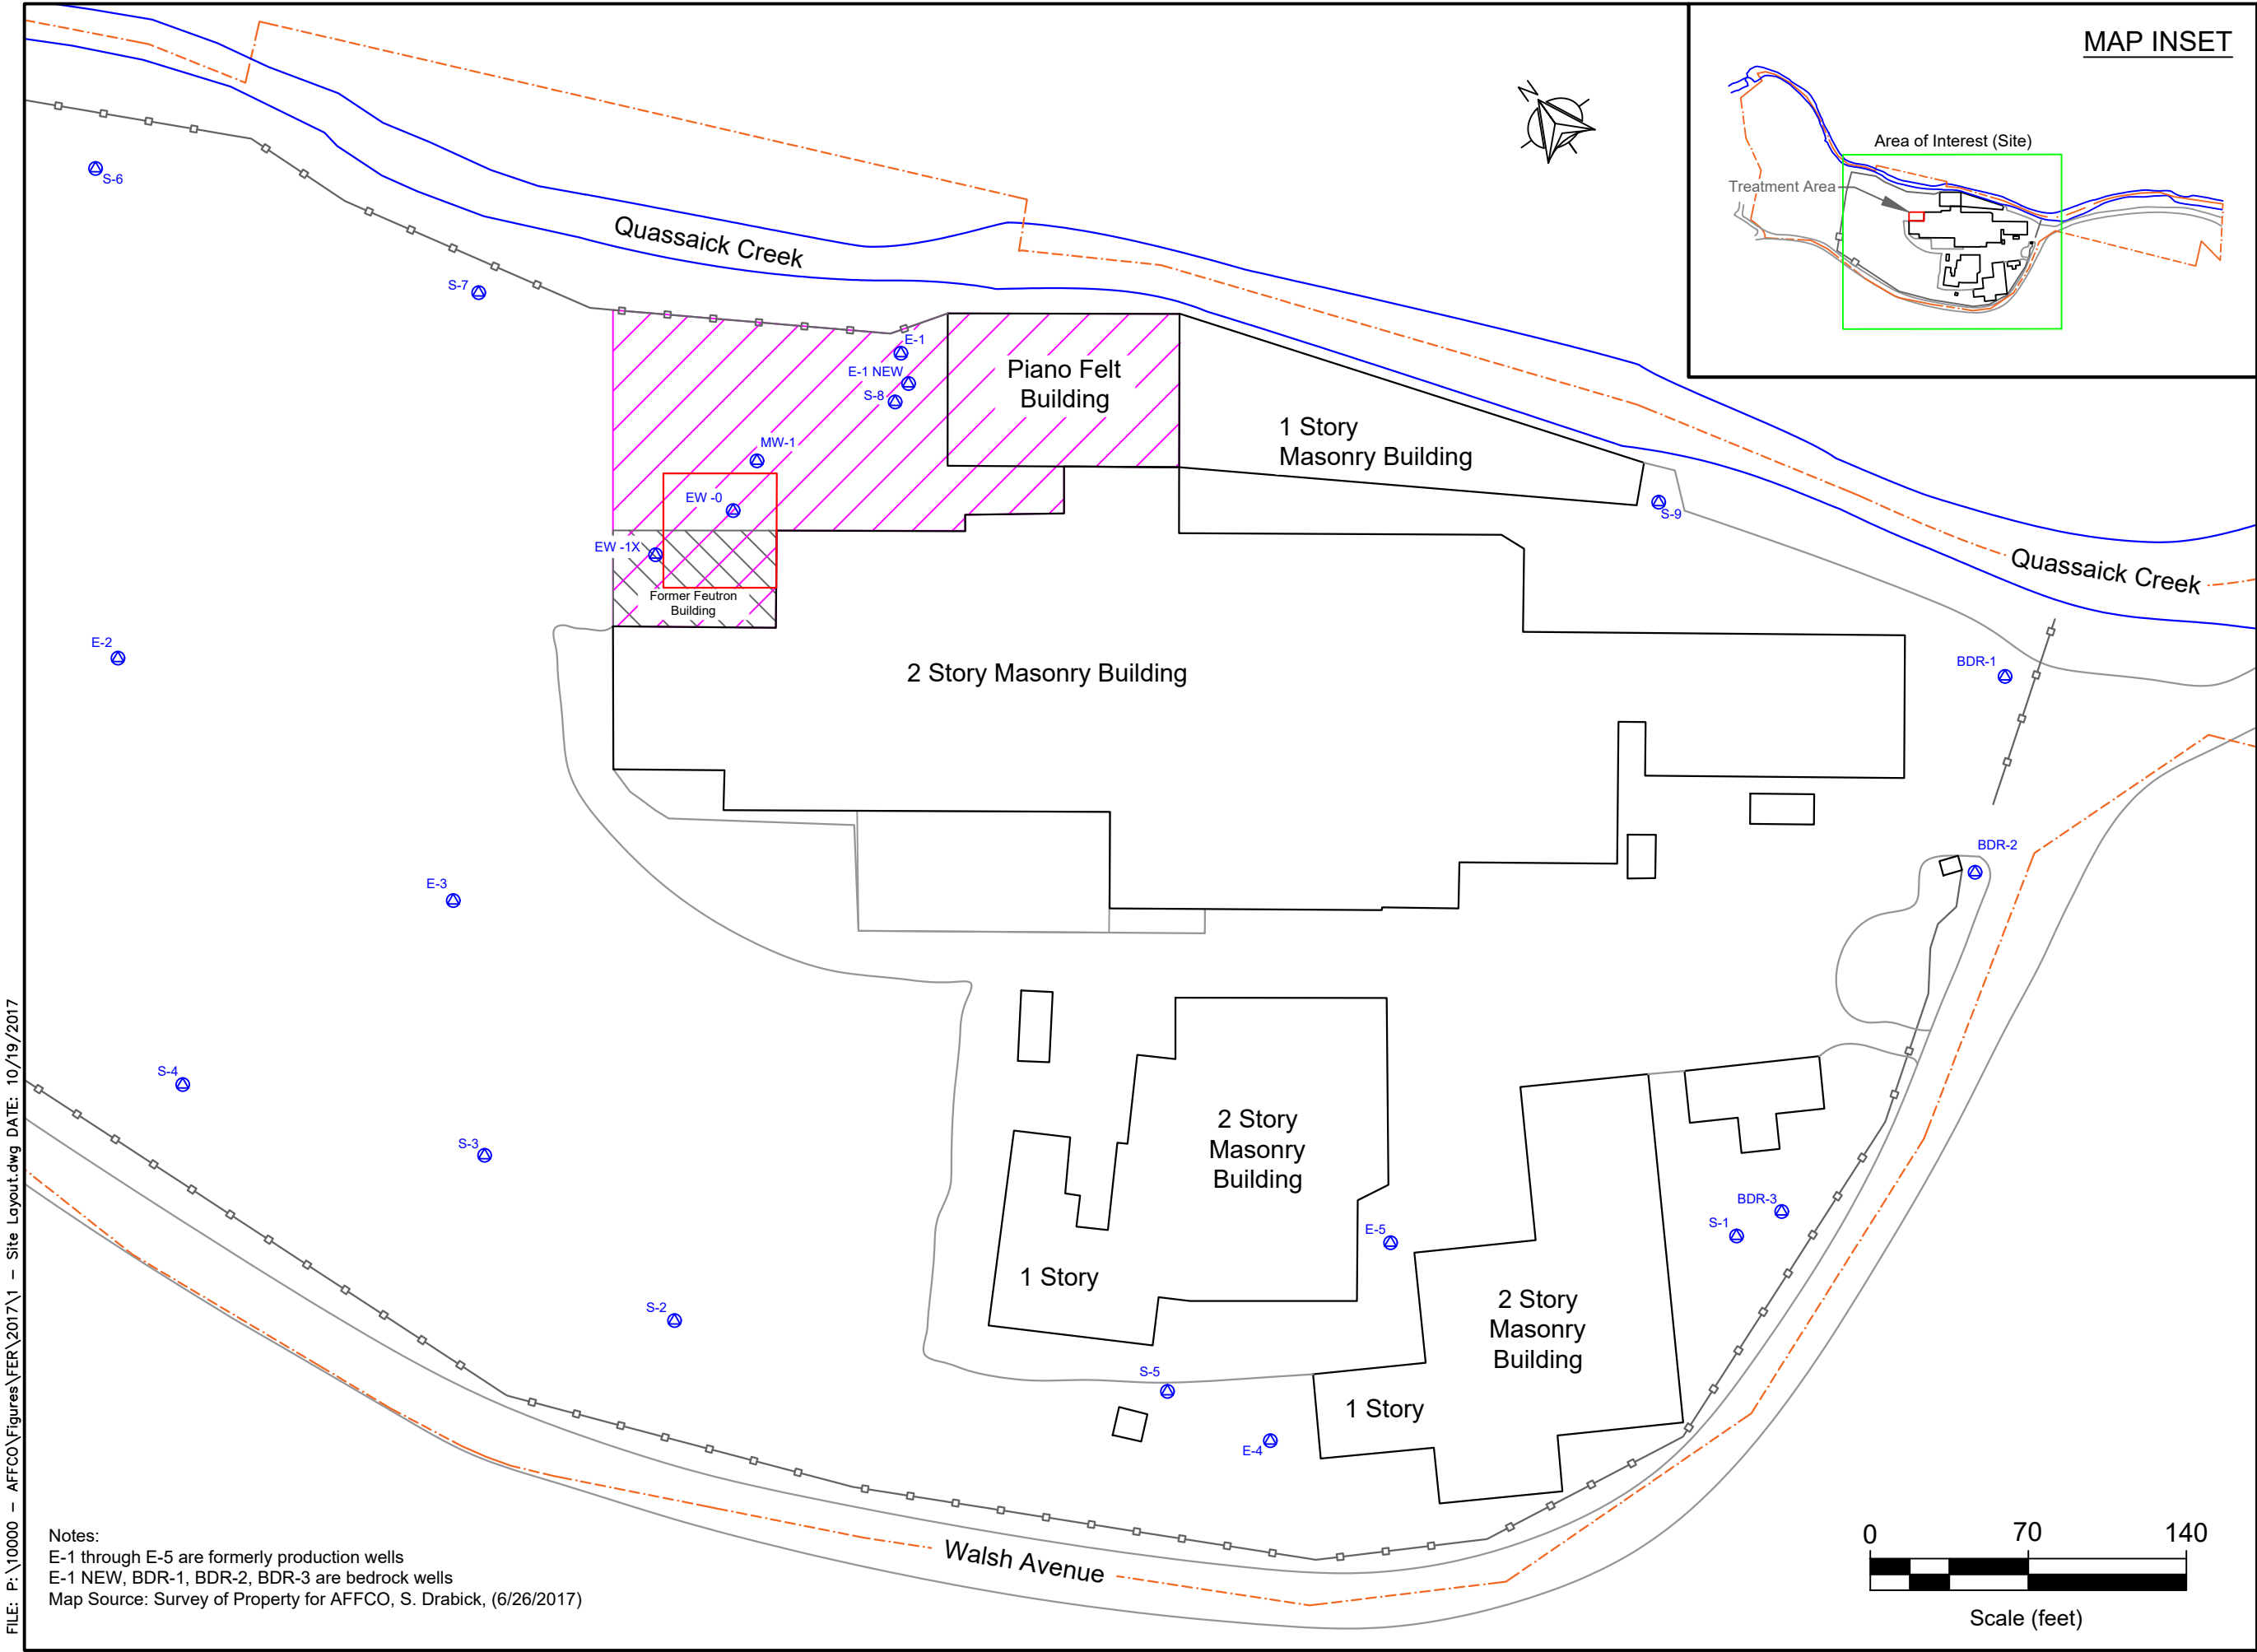 MAP INSET
N
Area of Interest (Site)
Treatment Area
S-6
Quassaick Creek
S-7
E-1
E-1 NEW
S-8
Piano Felt
Building
1 Story
Masonry Building
MW-1
EW -0
S-9
EW -1X
Former Feutron
Building
Quassaick Creek
E-2
2 Story Masonry Building
BDR-1
BDR-2
E-3
S-4
S-3
2 Story
Masonry
Building
BDR-3
S-1
E-5
1 Story
S-2
2 Story
Masonry
Building
S-5
1 Story
E-4
Walsh Avenue
Notes:
E-1 through E-5 are formerly production wells
E-1 NEW, BDR-1, BDR-2, BDR-3 are bedrock wells
Map Source: Survey of Property for AFFCO, S. Drabick, (6/26/2017)
0 70 140
Scale (feet)
FILE: P:\10000 - AFFCO\Figures\FER\2017\1 - Site Layout.dwg DATE: 10/19/2017